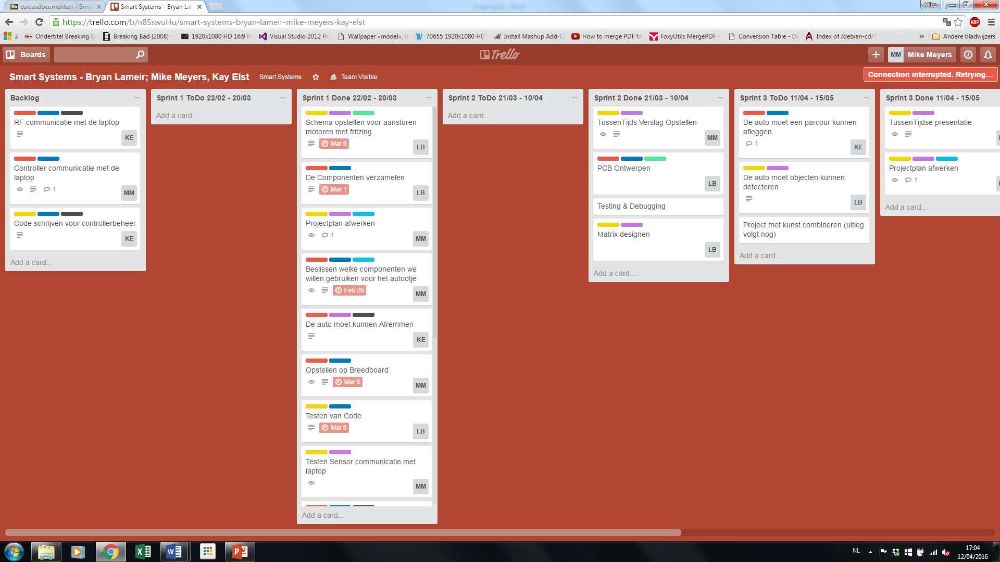 cursusdocumenten – Sma
Smart Systems - Bryan La
Mike
https://trello.com/b/n8SswuHu/smart-systems-bryan-lameir-mike-meyers-kay-elst
ABP
3
Ondertitel Breaking B
Breaking Bad (2008) -
1920x1080 HD 16:9 H
Visual Studio 2012 Pro
Wallpaper «model», d
70655 1920x1080 HD
Install Mashup Add-O
How to merge PDF fil
FoxyUtils MergePDF -
Conversion Table - De
Index of /debian-cd/7
»
Andere bladwijzers
Boards
Trello
MM Mike Meyers
Smart Systems - Bryan Lameir; Mike Meyers, Kay Elst
Smart Systems
Team Visible
Connection interrupted. Retrying…
Backlog
RF communicatie met de laptop
KE
Controller communicatie met de
laptop
1
MM
Code schrijven voor controllerbeheer
KE
Add a card…
Sprint 1 ToDo 22/02 - 20/03
Add a card…
Sprint 1 Done 22/02 - 20/03
Schema opstellen voor aansturen
motoren met fritzing
Mar 6
LB
De Componenten verzamelen
Mar 1
LB
Projectplan afwerken
1
MM
Beslissen welke componenten we
willen gebruiken voor het autootje
Feb 28
MM
De auto moet kunnen Afremmen
KE
Opstellen op Breedboard
Mar 6
MM
Testen van Code
Mar 6
LB
Testen Sensor communicatie met
laptop
MM
Add a card…
Sprint 2 ToDo 21/03 - 10/04
Add a card…
Sprint 2 Done 21/03 - 10/04
TussenTijds Verslag Opstellen
MM
PCB Ontwerpen
LB
Testing & Debugging
Matrix designen
LB
Add a card…
Sprint 3 ToDo 11/04 - 15/05
De auto moet een parcour kunnen
afleggen
1
KE
De auto moet objecten kunnen
detecteren
LB
Project met kunst combineren (uitleg
volgt nog)
Add a card…
Sprint 3 Done 11/04 - 15/05
TussenTijdse presentatie
Projectplan afwerken
1
Add a card…
NL
17:04
12/04/2016